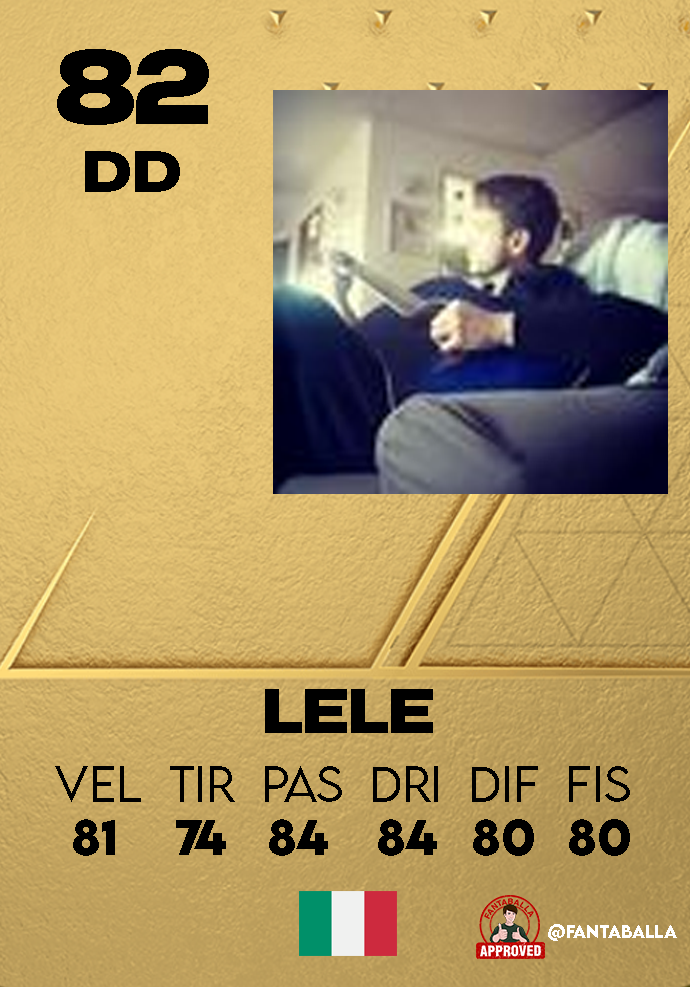 82
DD
LELE
VEL TIR PAS DRI DIF FIS
81 74 84 84 80 80
FANTABALLA
APPROVED
@FANTABALLA